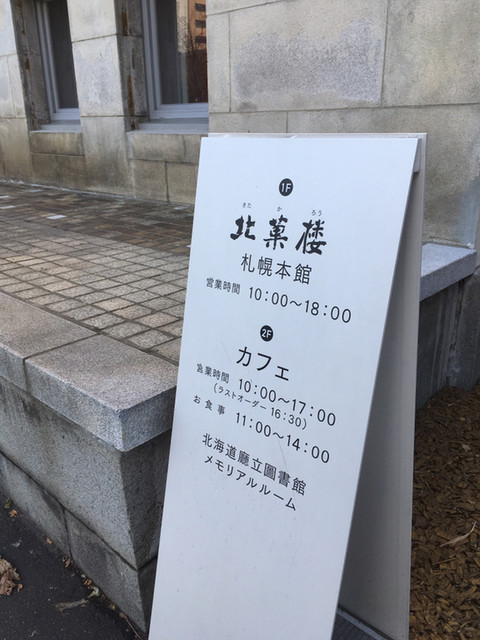 1F
きたかろう
北菓楼
札幌本館
営業時間 10:00～18:00
2F
カフェ
営業時間 10:00～17:00
(ラストオーダー 16:30)
お食事 11:00～14:00
北海道廳立圖書館
メモリアルルーム